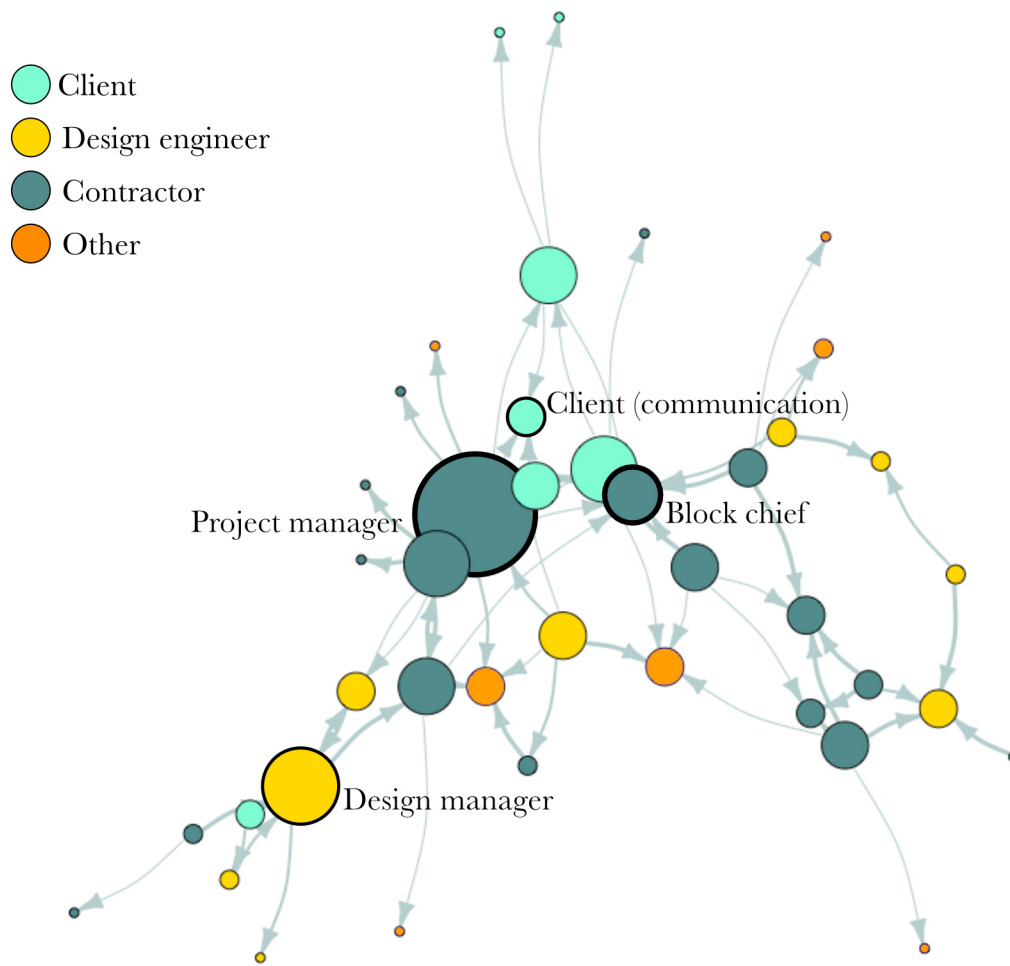 Client
Design engineer
Contractor
Other
Client (communication)
Project manager
Block chief
Design manager